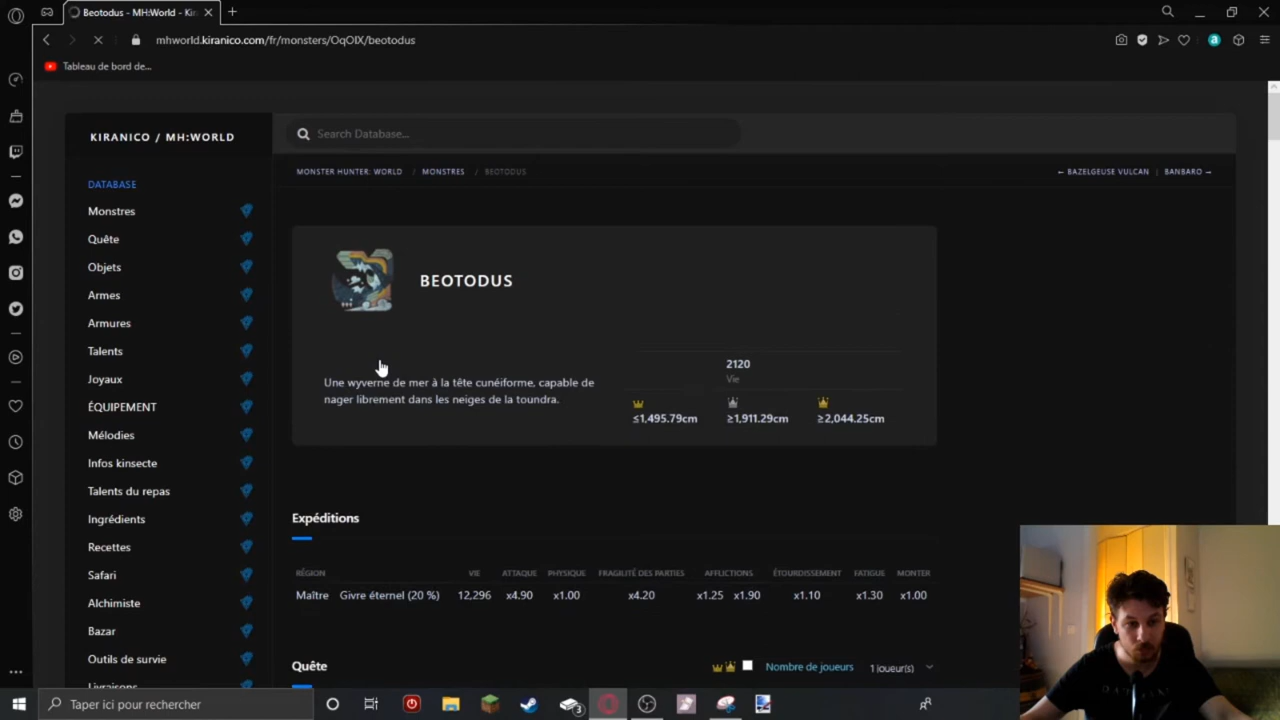 Beotodus - MH:World - Kir
mhworld.kiranico.com/fr/monsters/OqOlX/beotodus
Tableau de bord de...
KIRANICO / MH:WORLD
Search Database...
MONSTER HUNTER: WORLD / MONSTRES / BEOTODUS
← BAZELGEUSE VULCAN | BANBARO →
DATABASE
Monstres
Quête
Objets
Armes
Armures
Talents
Joyaux
ÉQUIPEMENT
Mélodies
Infos kinsecte
Talents du repas
Ingrédients
Recettes
Safari
Alchimiste
Bazar
Outils de survie
Livraisons
BEOTODUS
Une wyverne de mer à la tête cunéiforme, capable de
nager librement dans les neiges de la toundra.
2120
Vie
≤1,495.79cm ≥1,911.29cm ≥2,044.25cm
Expéditions
RÉGION VIE ATTAQUE PHYSIQUE FRAGILITÉ DES PARTIES AFFLICTIONS ÉTOURDISSEMENT FATIGUE MONTER
Maître Givre éternel (20 %) 12,296 x4.90 x1.00 x4.20 x1.25 x1.90 x1.10 x1.30 x1.00
Quête
Nombre de joueurs 1 joueur(s)
Taper ici pour rechercher
3